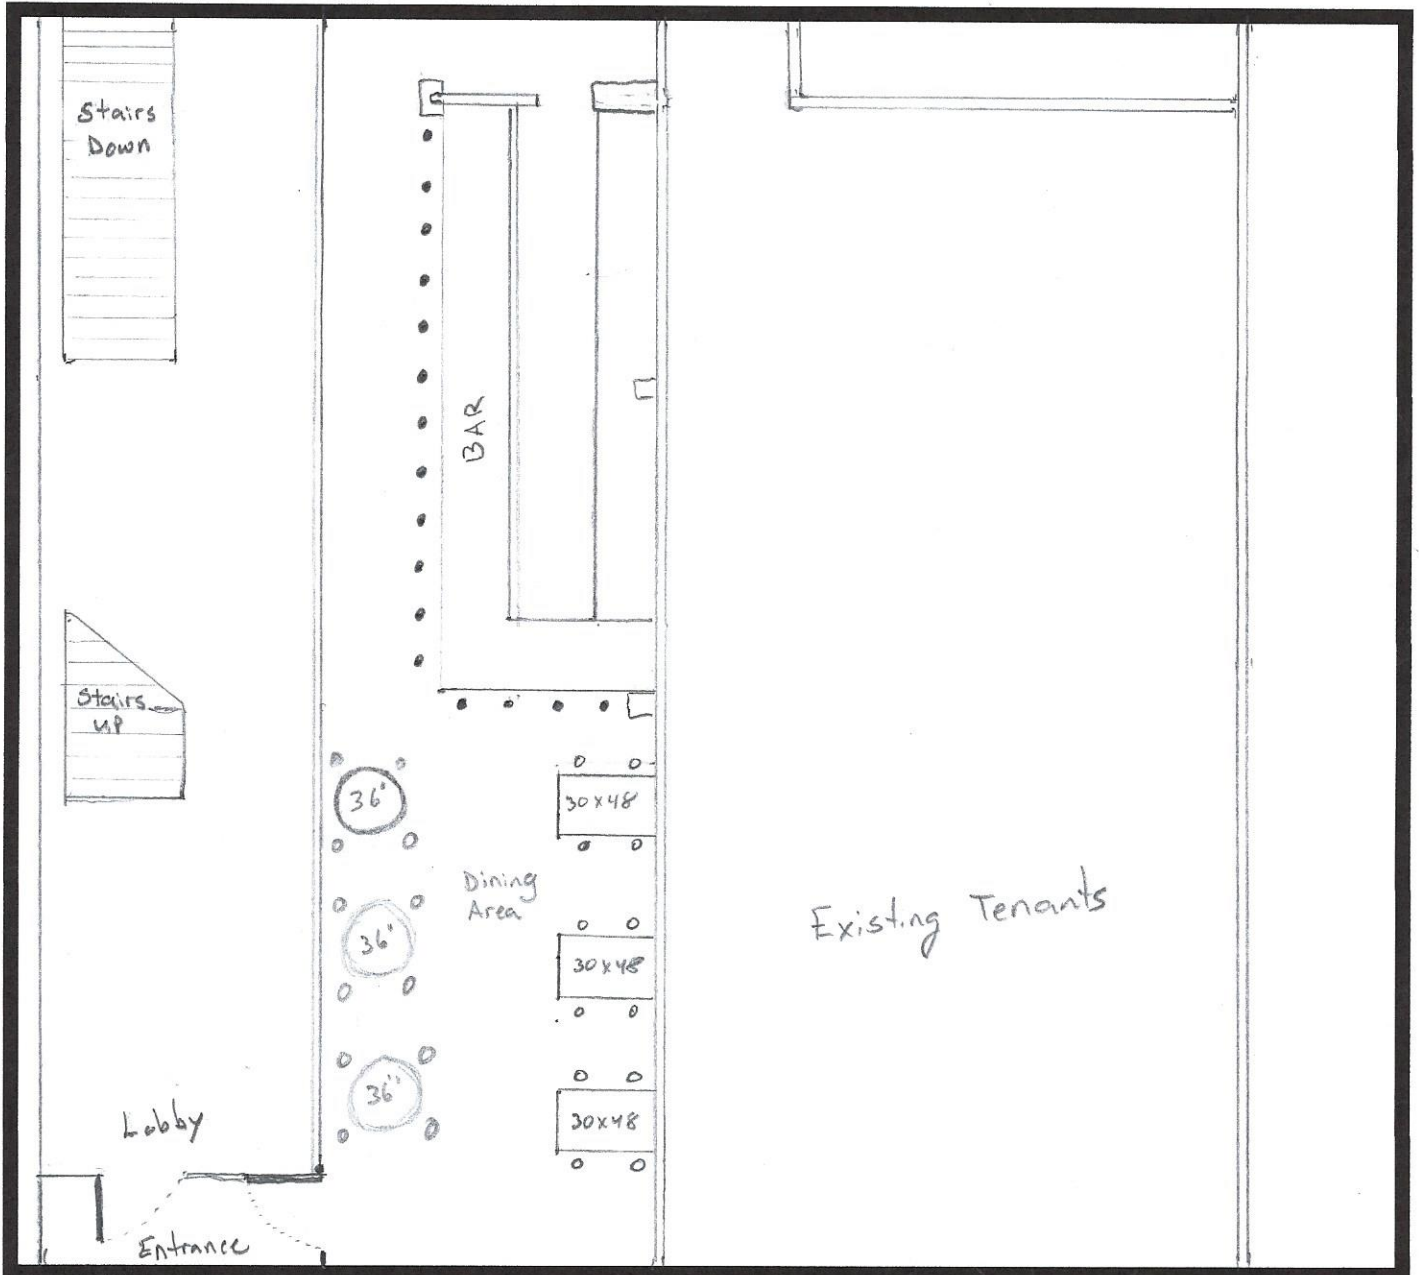 Stairs
Down
BAR
Stairs
UP
36"
30x48
Dining
Area
36"
30x48
Existing Tenants
36"
30x48
Lobby
Entrance